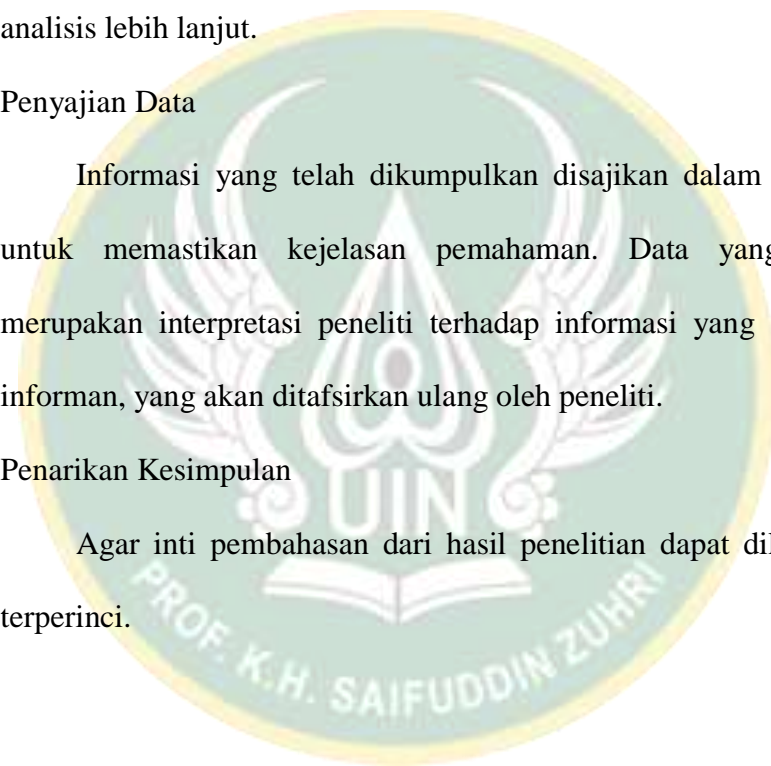 analisis lebih lanjut.
Penyajian Data
Informasi yang telah dikumpulkan disajikan dalam
untuk memastikan kejelasan pemahaman. Data yang
merupakan interpretasi peneliti terhadap informasi yang
informan, yang akan ditafsirkan ulang oleh peneliti.
Penarikan Kesimpulan
Agar inti pembahasan dari hasil penelitian dapat
terperinci.
UIN
PROF. K.H. SAIFUDDIN ZUHRI